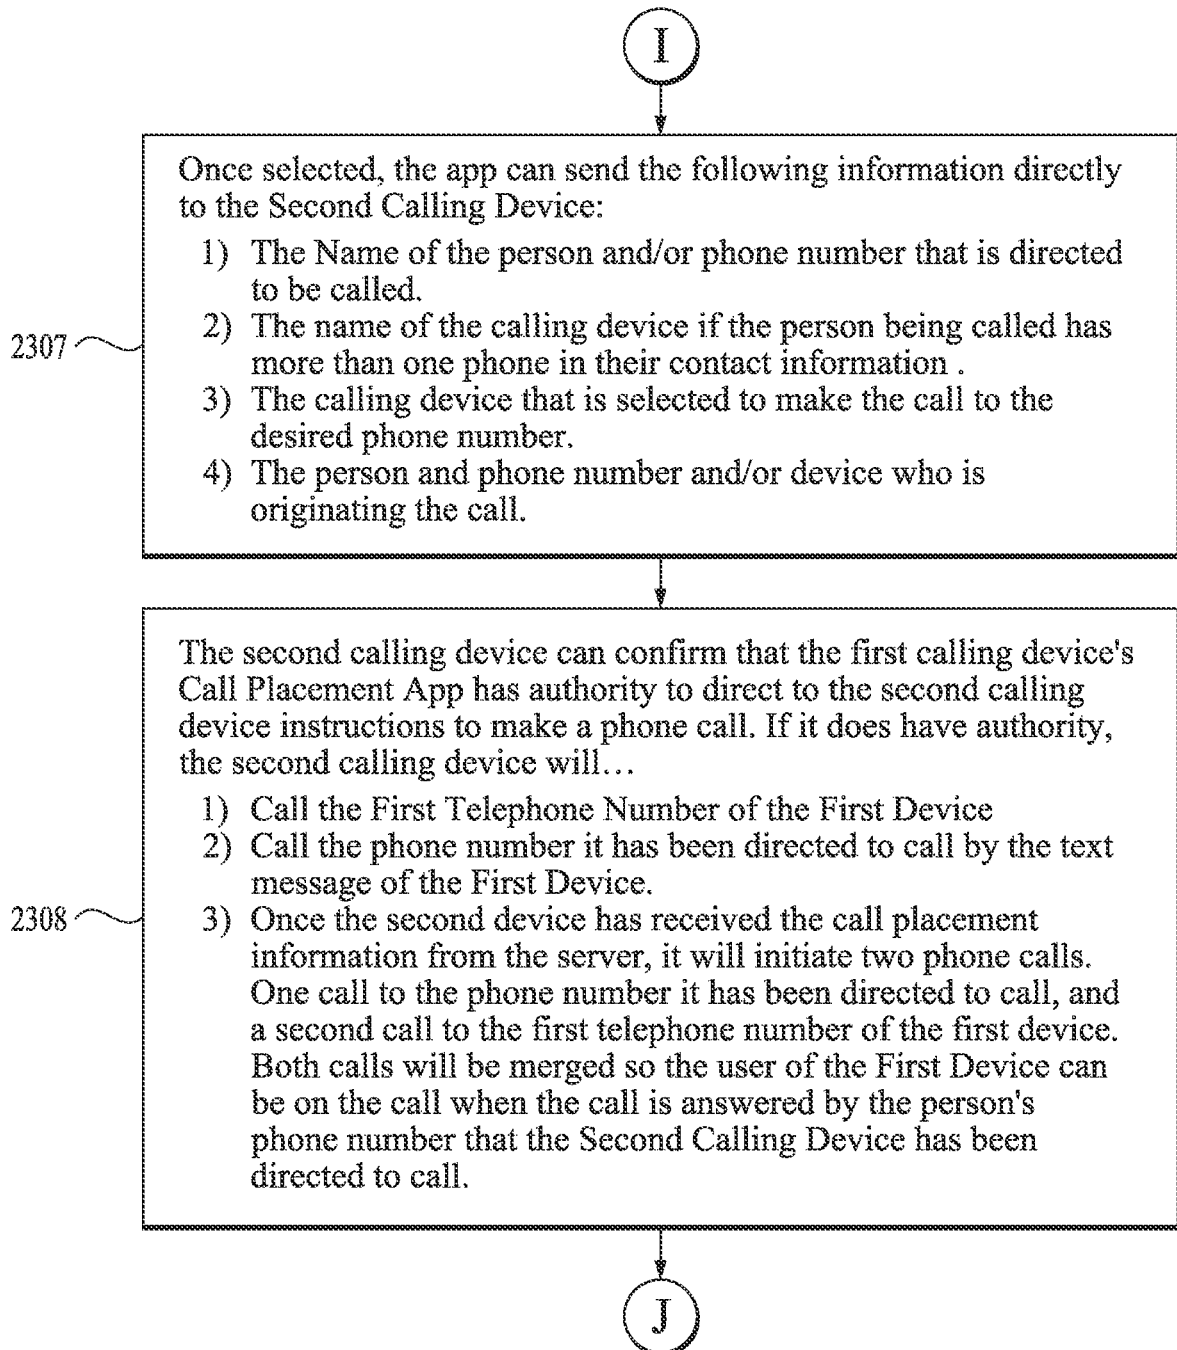 I
Once selected, the app can send the following information directly
to the Second Calling Device:
1) The Name of the person and/or phone number that is directed
to be called.
2) The name of the calling device if the person being called has
more than one phone in their contact information .
3) The calling device that is selected to make the call to the
desired phone number.
4) The person and phone number and/or device who is
originating the call.
2307
The second calling device can confirm that the first calling device's
Call Placement App has authority to direct to the second calling
device instructions to make a phone call. If it does have authority,
the second calling device will...
1) Call the First Telephone Number of the First Device
2) Call the phone number it has been directed to call by the text
message of the First Device.
3) Once the second device has received the call placement
information from the server, it will initiate two phone calls.
One call to the phone number it has been directed to call, and
a second call to the first telephone number of the first device.
Both calls will be merged so the user of the First Device can
be on the call when the call is answered by the person's
phone number that the Second Calling Device has been
directed to call.
2308
J